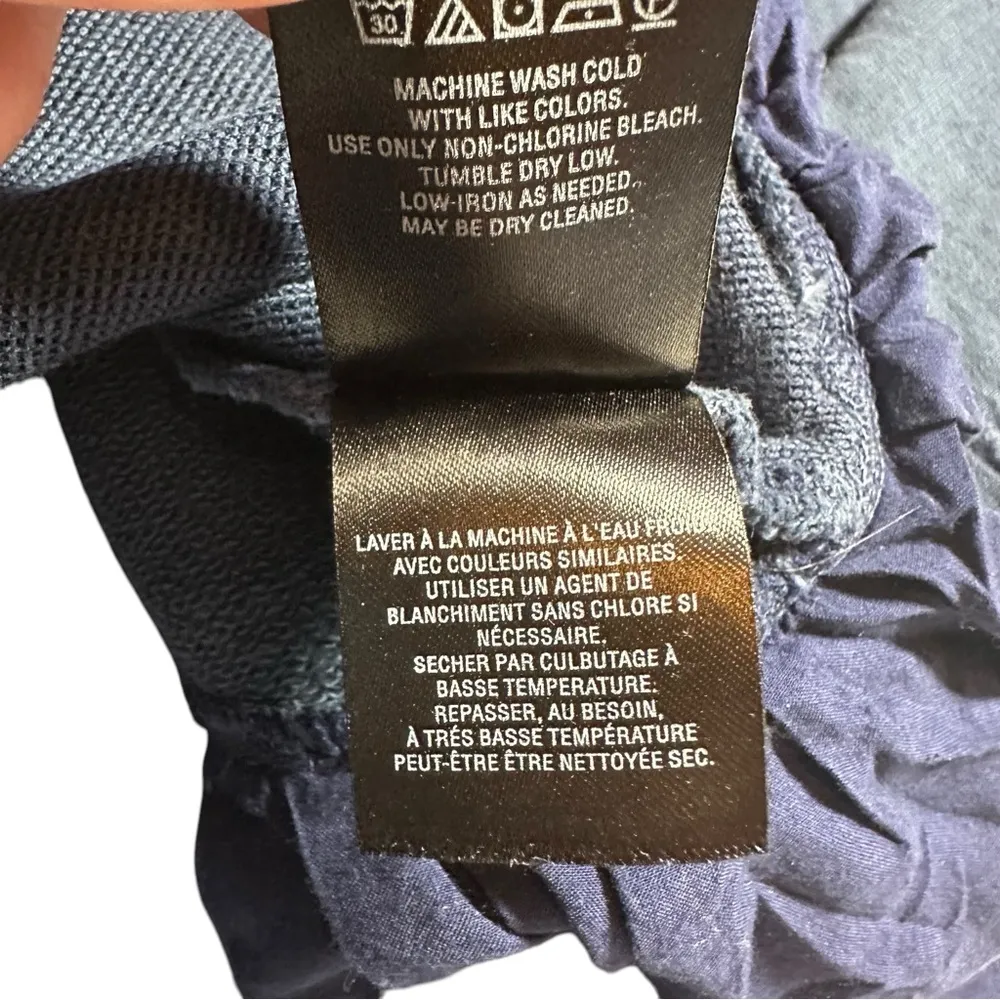 30
MACHINE WASH COLD
WITH LIKE COLORS.
USE ONLY NON-CHLORINE BLEACH.
TUMBLE DRY LOW.
LOW-IRON AS NEEDED.
MAY BE DRY CLEANED.
LAVER À LA MACHINE À L'EAU
AVEC COULEURS SIMILAIRES
UTILISER UN AGENT DE
BLANCHIMENT SANS CHLORE SI
NÉCESSAIRE.
SECHER PAR CULBUTAGE À
BASSE TEMPERATURE.
REPASSER, AU BESOIN,
À TRÉS BASSE TEMPÉRATURE
PEUT-ÊTRE ÊTRE NETTOYÉE SEC.